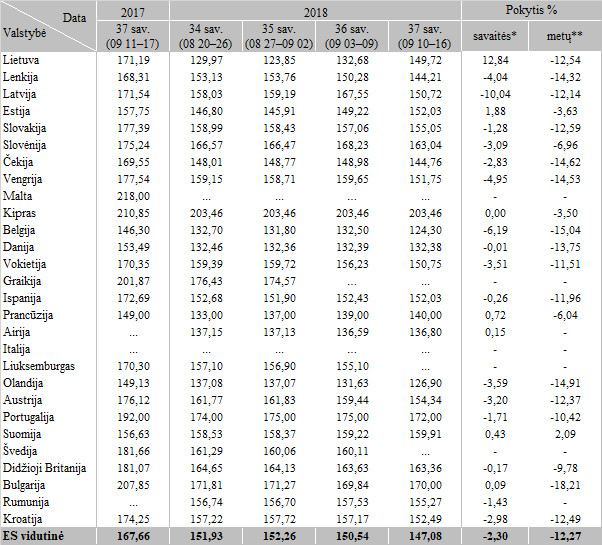 Data
Valstybė
2017
2018
Pokytis %
37 sav.
(09 11–17)
34 sav.
(08 20–26)
35 sav.
(08 27–09 02)
36 sav.
(09 03–09)
37 sav.
(09 10–16)
savaitės*
metų**
Lietuva 171,19 129,97 123,85 132,68 149,72 12,84 -12,54
Lenkija 168,31 153,13 153,76 150,28 144,21 -4,04 -14,32
Latvija 171,54 158,03 159,19 167,55 150,72 -10,04 -12,14
Estija 157,75 146,80 145,91 149,22 152,03 1,88 -3,63
Slovakija 177,39 158,99 158,43 157,06 155,05 -1,28 -12,59
Slovėnija 175,24 166,57 166,47 168,23 163,04 -3,09 -6,96
Čekija 169,55 148,01 148,77 148,98 144,76 -2,83 -14,62
Vengrija 177,54 159,15 158,71 159,65 151,75 -4,95 -14,53
Malta 218,00 ... ... ... ... - -
Kipras 210,85 203,46 203,46 203,46 203,46 0,00 -3,50
Belgija 146,30 132,70 131,80 132,50 124,30 -6,19 -15,04
Danija 153,49 132,46 132,36 132,39 132,38 -0,01 -13,75
Vokietija 170,35 159,39 159,72 156,23 150,75 -3,51 -11,51
Graikija 201,87 176,43 174,57 ... ... - -
Ispanija 172,69 152,68 151,90 152,43 152,03 -0,26 -11,96
Prancūzija 149,00 133,00 137,00 139,00 140,00 0,72 -6,04
Airija ... 137,15 137,13 136,59 136,80 0,15 -
Italija ... ... ... ... ... - -
Liuksemburgas 170,30 157,10 156,90 155,10 ... - -
Olandija 149,13 137,08 137,07 131,63 126,90 -3,59 -14,91
Austrija 176,12 161,77 161,83 159,44 154,34 -3,20 -12,37
Portugalija 192,00 174,00 175,00 175,00 172,00 -1,71 -10,42
Suomija 156,63 158,53 158,37 159,22 159,91 0,43 2,09
Švedija 181,66 161,29 160,06 160,11 ... - -
Didžioji Britanija 181,07 164,65 164,13 163,63 163,36 -0,17 -9,78
Bulgarija 207,85 171,81 171,27 169,84 170,00 0,09 -18,21
Rumunija ... 156,74 156,70 157,53 155,27 -1,43 -
Kroatija 174,25 157,22 157,72 157,17 152,49 -2,98 -12,49
ES vidutinė 167,66 151,93 152,26 150,54 147,08 -2,30 -12,27